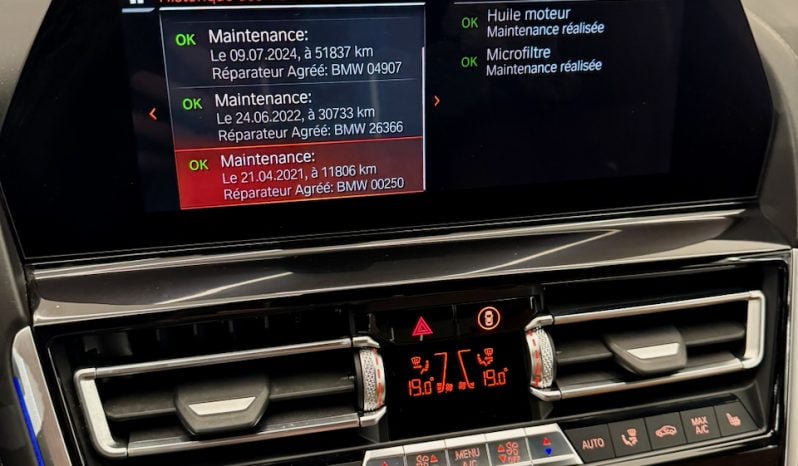 OK Maintenance:
Le 09.07.2024, à 51837 km
Réparateur Agréé: BMW 04907
OK Maintenance:
Le 24.06.2022, à 30733 km
Réparateur Agréé: BMW 26366
OK Maintenance:
Le 21.04.2021, à 11806 km
Réparateur Agréé: BMW 00250
OK Huile moteur
Maintenance réalisée
OK Microfiltre
Maintenance réalisée
19.0 19.0
MENU
A/C
OFF
AUTO
MAX
A/C